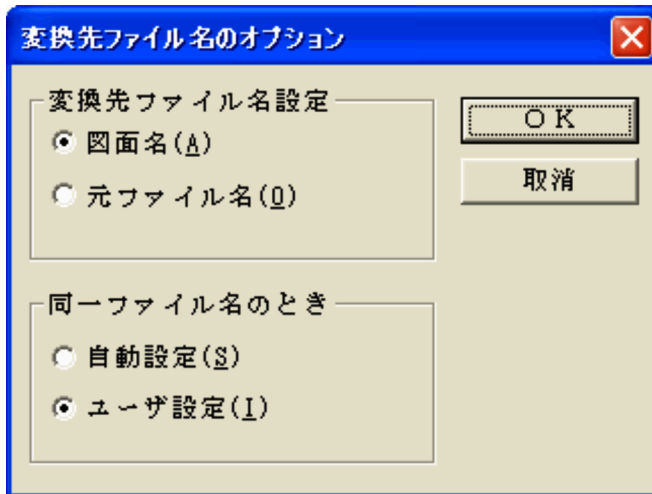 変換先ファイル名のオプション
変換先ファイル名設定
図面名(A)
元ファイル名(O)
同一ファイル名のとき
自動設定(S)
ユーザ設定(I)
OK
取消